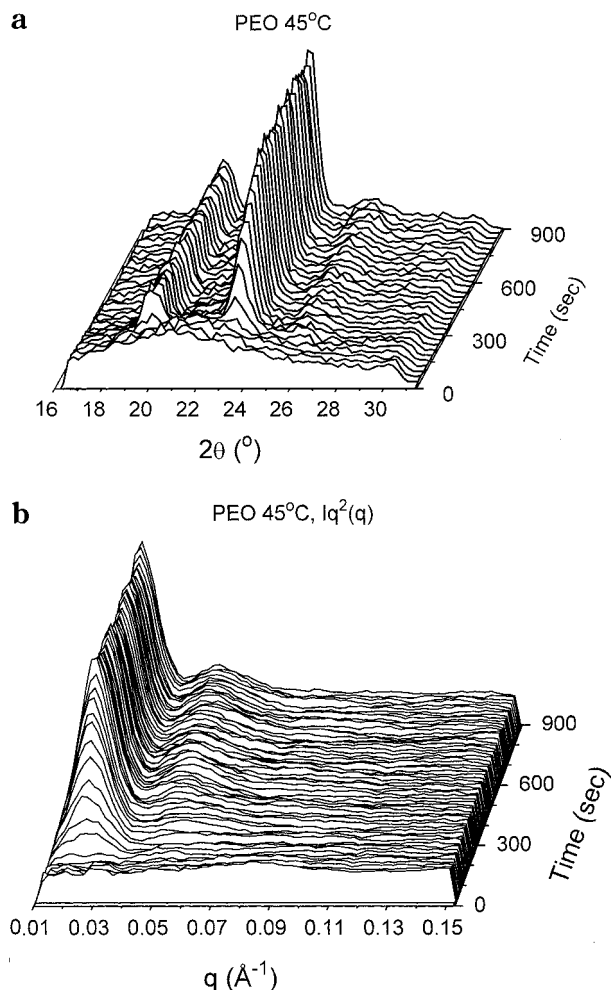 a
PEO 45°C
900
600
300
0
Time (sec)
16 18 20 22 24 26 28 30
2θ (°)
b
PEO 45°C, Iq²(q)
900
600
300
0
Time (sec)
0.01 0.03 0.05 0.07 0.09 0.11 0.13 0.15
q (Å⁻¹)